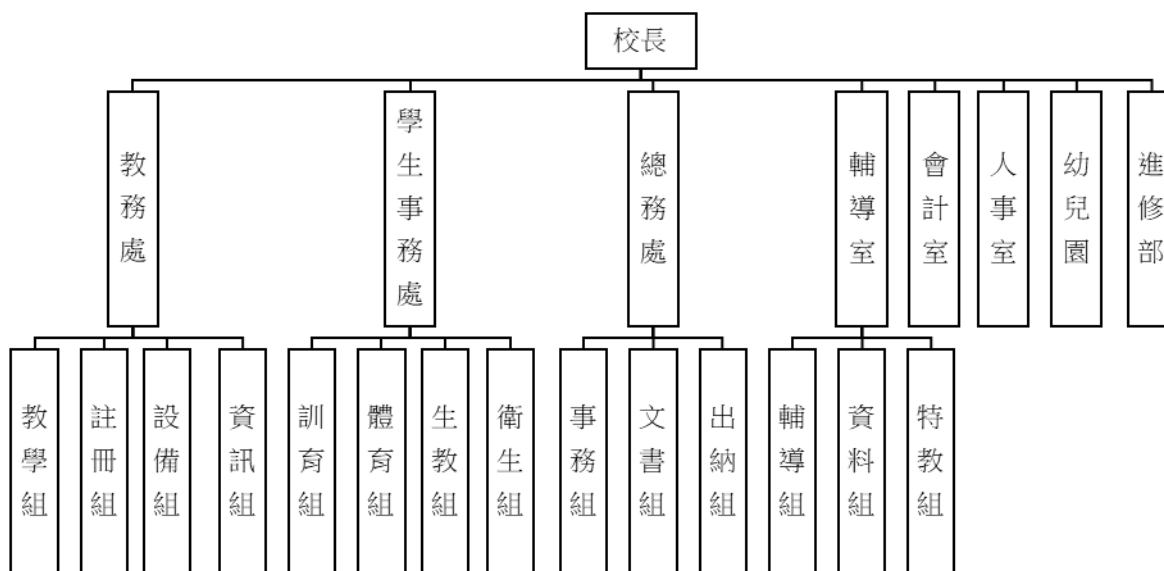 校長
教務處
學生事務處
總務處
輔導室
會計室
人事室
幼兒園
進修部
教學組
註冊組
設備組
資訊組
訓育組
體育組
生教組
衛生組
事務組
文書組
出納組
輔導組
資料組
特教組